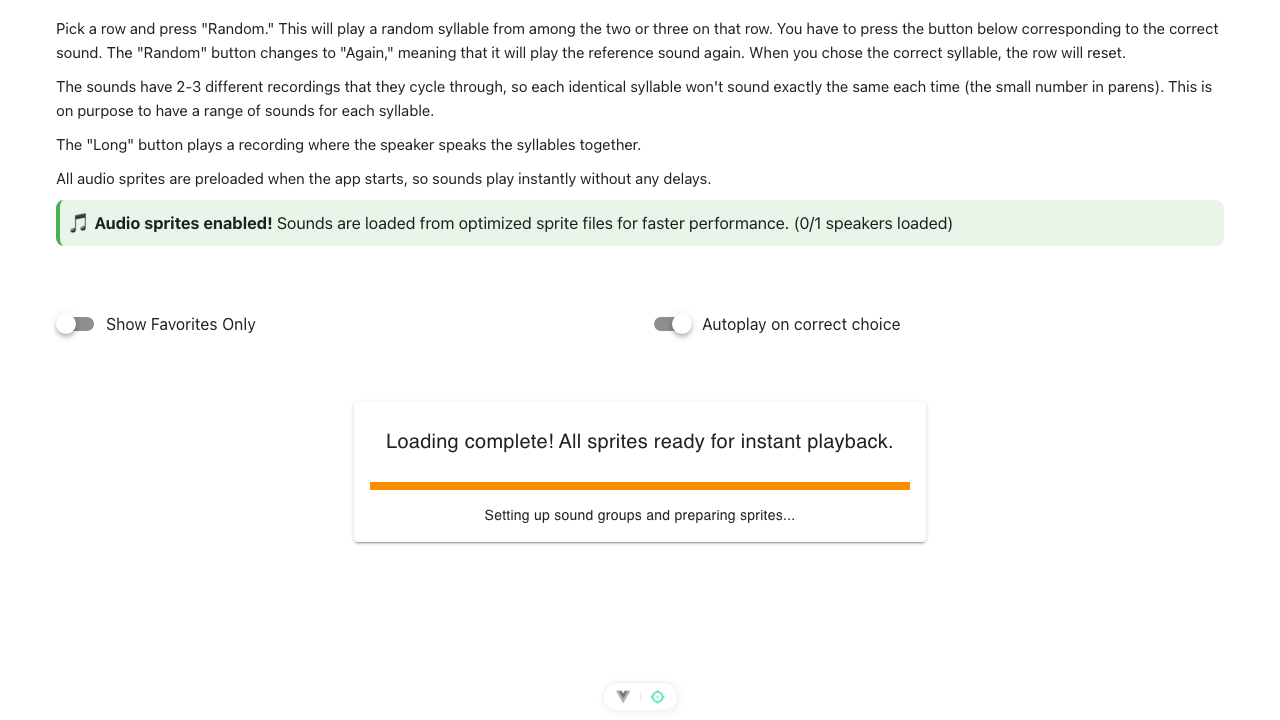 Pick a row and press "Random." This will play a random syllable from among the two or three on that row. You have to press the button below corresponding to the correct
sound. The "Random" button changes to "Again," meaning that it will play the reference sound again. When you chose the correct syllable, the row will reset.
The sounds have 2-3 different recordings that they cycle through, so each identical syllable won't sound exactly the same each time (the small number in parens). This is
on purpose to have a range of sounds for each syllable.
The "Long" button plays a recording where the speaker speaks the syllables together.
All audio sprites are preloaded when the app starts, so sounds play instantly without any delays.
🎵 Audio sprites enabled! Sounds are loaded from optimized sprite files for faster performance. (0/1 speakers loaded)
Show Favorites Only
Autoplay on correct choice
Loading complete! All sprites ready for instant playback.
Setting up sound groups and preparing sprites...